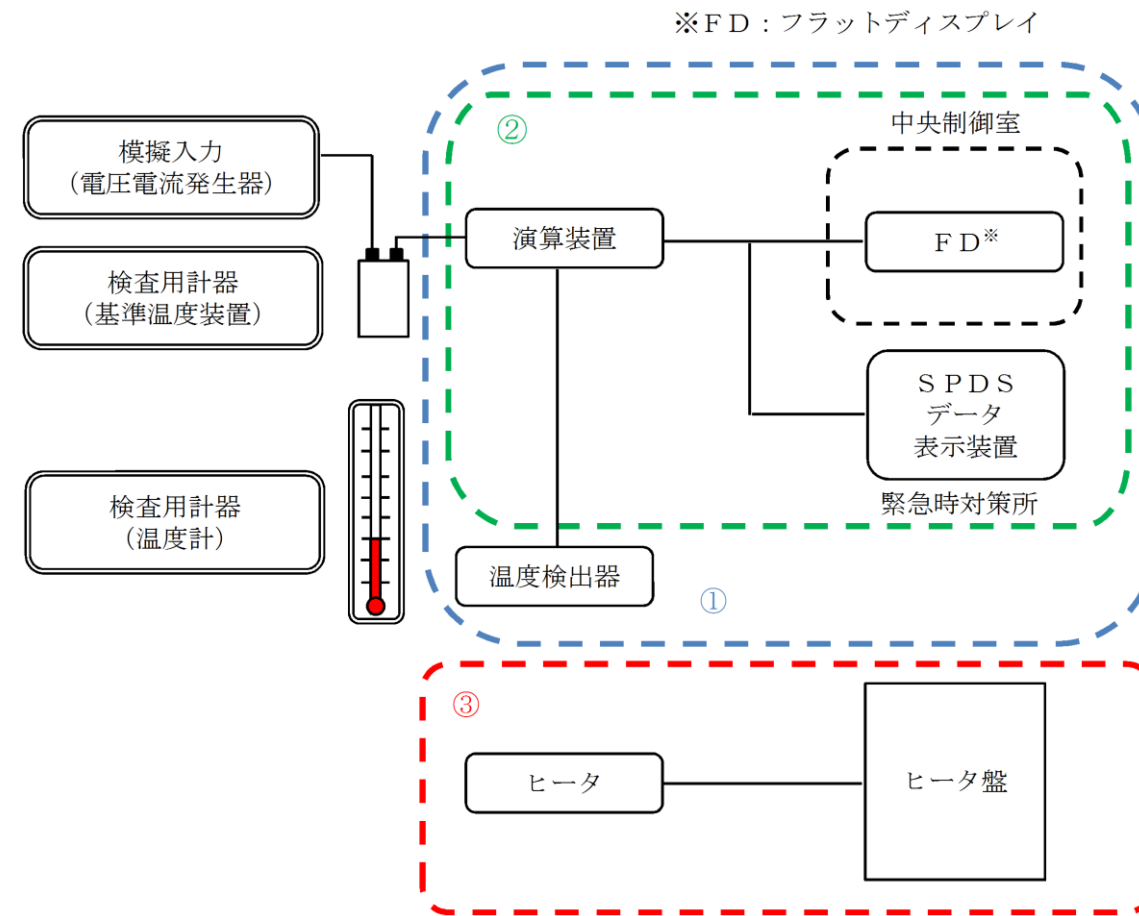 ※ＦＤ：フラットディスプレイ
②
中央制御室
模擬入力
（電圧電流発生器）
演算装置
ＦＤ※
検査用計器
（基準温度装置）
ＳＰＤＳ
データ
表示装置
緊急時対策所
検査用計器
（温度計）
温度検出器
①
③
ヒータ
ヒータ盤